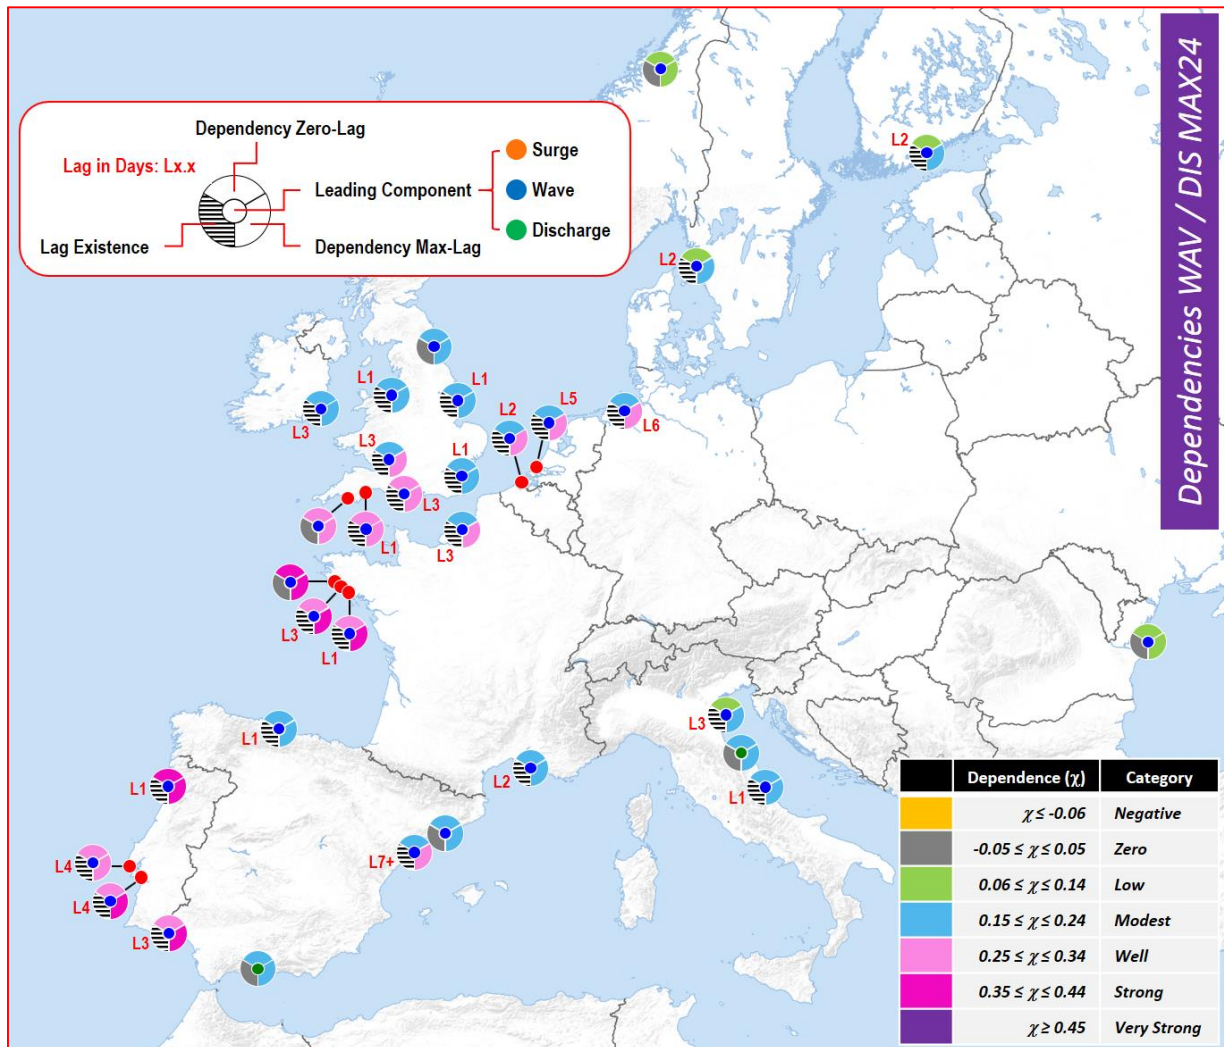 Dependencies WAV / DIS MAX24
Dependency Zero-Lag
Lag in Days: Lx.x
Surge
Leading Component
Wave
Lag Existence
Dependency Max-Lag
Discharge
L2
L2
L1
L1
L3
L2
L5
L6
L3
L1
L3
L1
L3
L3
L1
L1
L3
L2
L1
L1
L7+
L4
L4
L3
Dependence (χ) Category
χ ≤ -0.06 Negative
-0.05 ≤ χ ≤ 0.05 Zero
0.06 ≤ χ ≤ 0.14 Low
0.15 ≤ χ ≤ 0.24 Modest
0.25 ≤ χ ≤ 0.34 Well
0.35 ≤ χ ≤ 0.44 Strong
χ ≥ 0.45 Very Strong